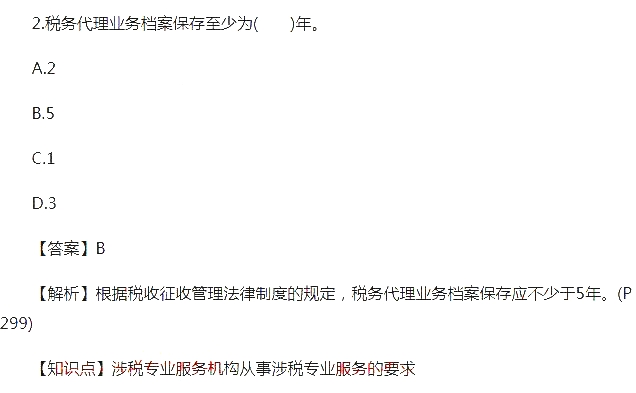 2.税务代理业务档案保存至少为(　　)年。
A.2
B.5
C.1
D.3
【答案】B
【解析】根据税收征收管理法律制度的规定，税务代理业务档案保存应不少于5年。(P
299)
【知识点】涉税专业服务机构从事涉税专业服务的要求